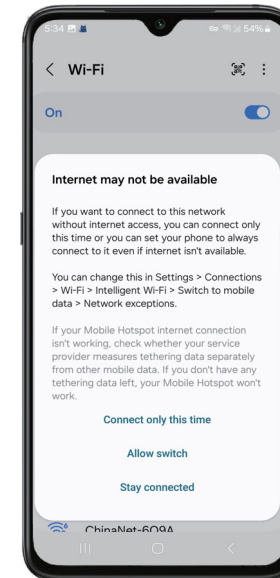 5:34 54%
Wi-Fi
On
Internet may not be available
If you want to connect to this network
without internet access, you can connect only
this time or you can set your phone to always
connect to it even if internet isn't available.
You can change this in Settings > Connections
> Wi-Fi > Intelligent Wi-Fi > Switch to mobile
data > Network exceptions.
If your Mobile Hotspot internet connection
isn't working, check whether your service
provider measures tethering data separately
from other mobile data. If you don't have any
tethering data left, your Mobile Hotspot won't
work.
Connect only this time
Allow switch
Stay connected
ChinaNet-609A